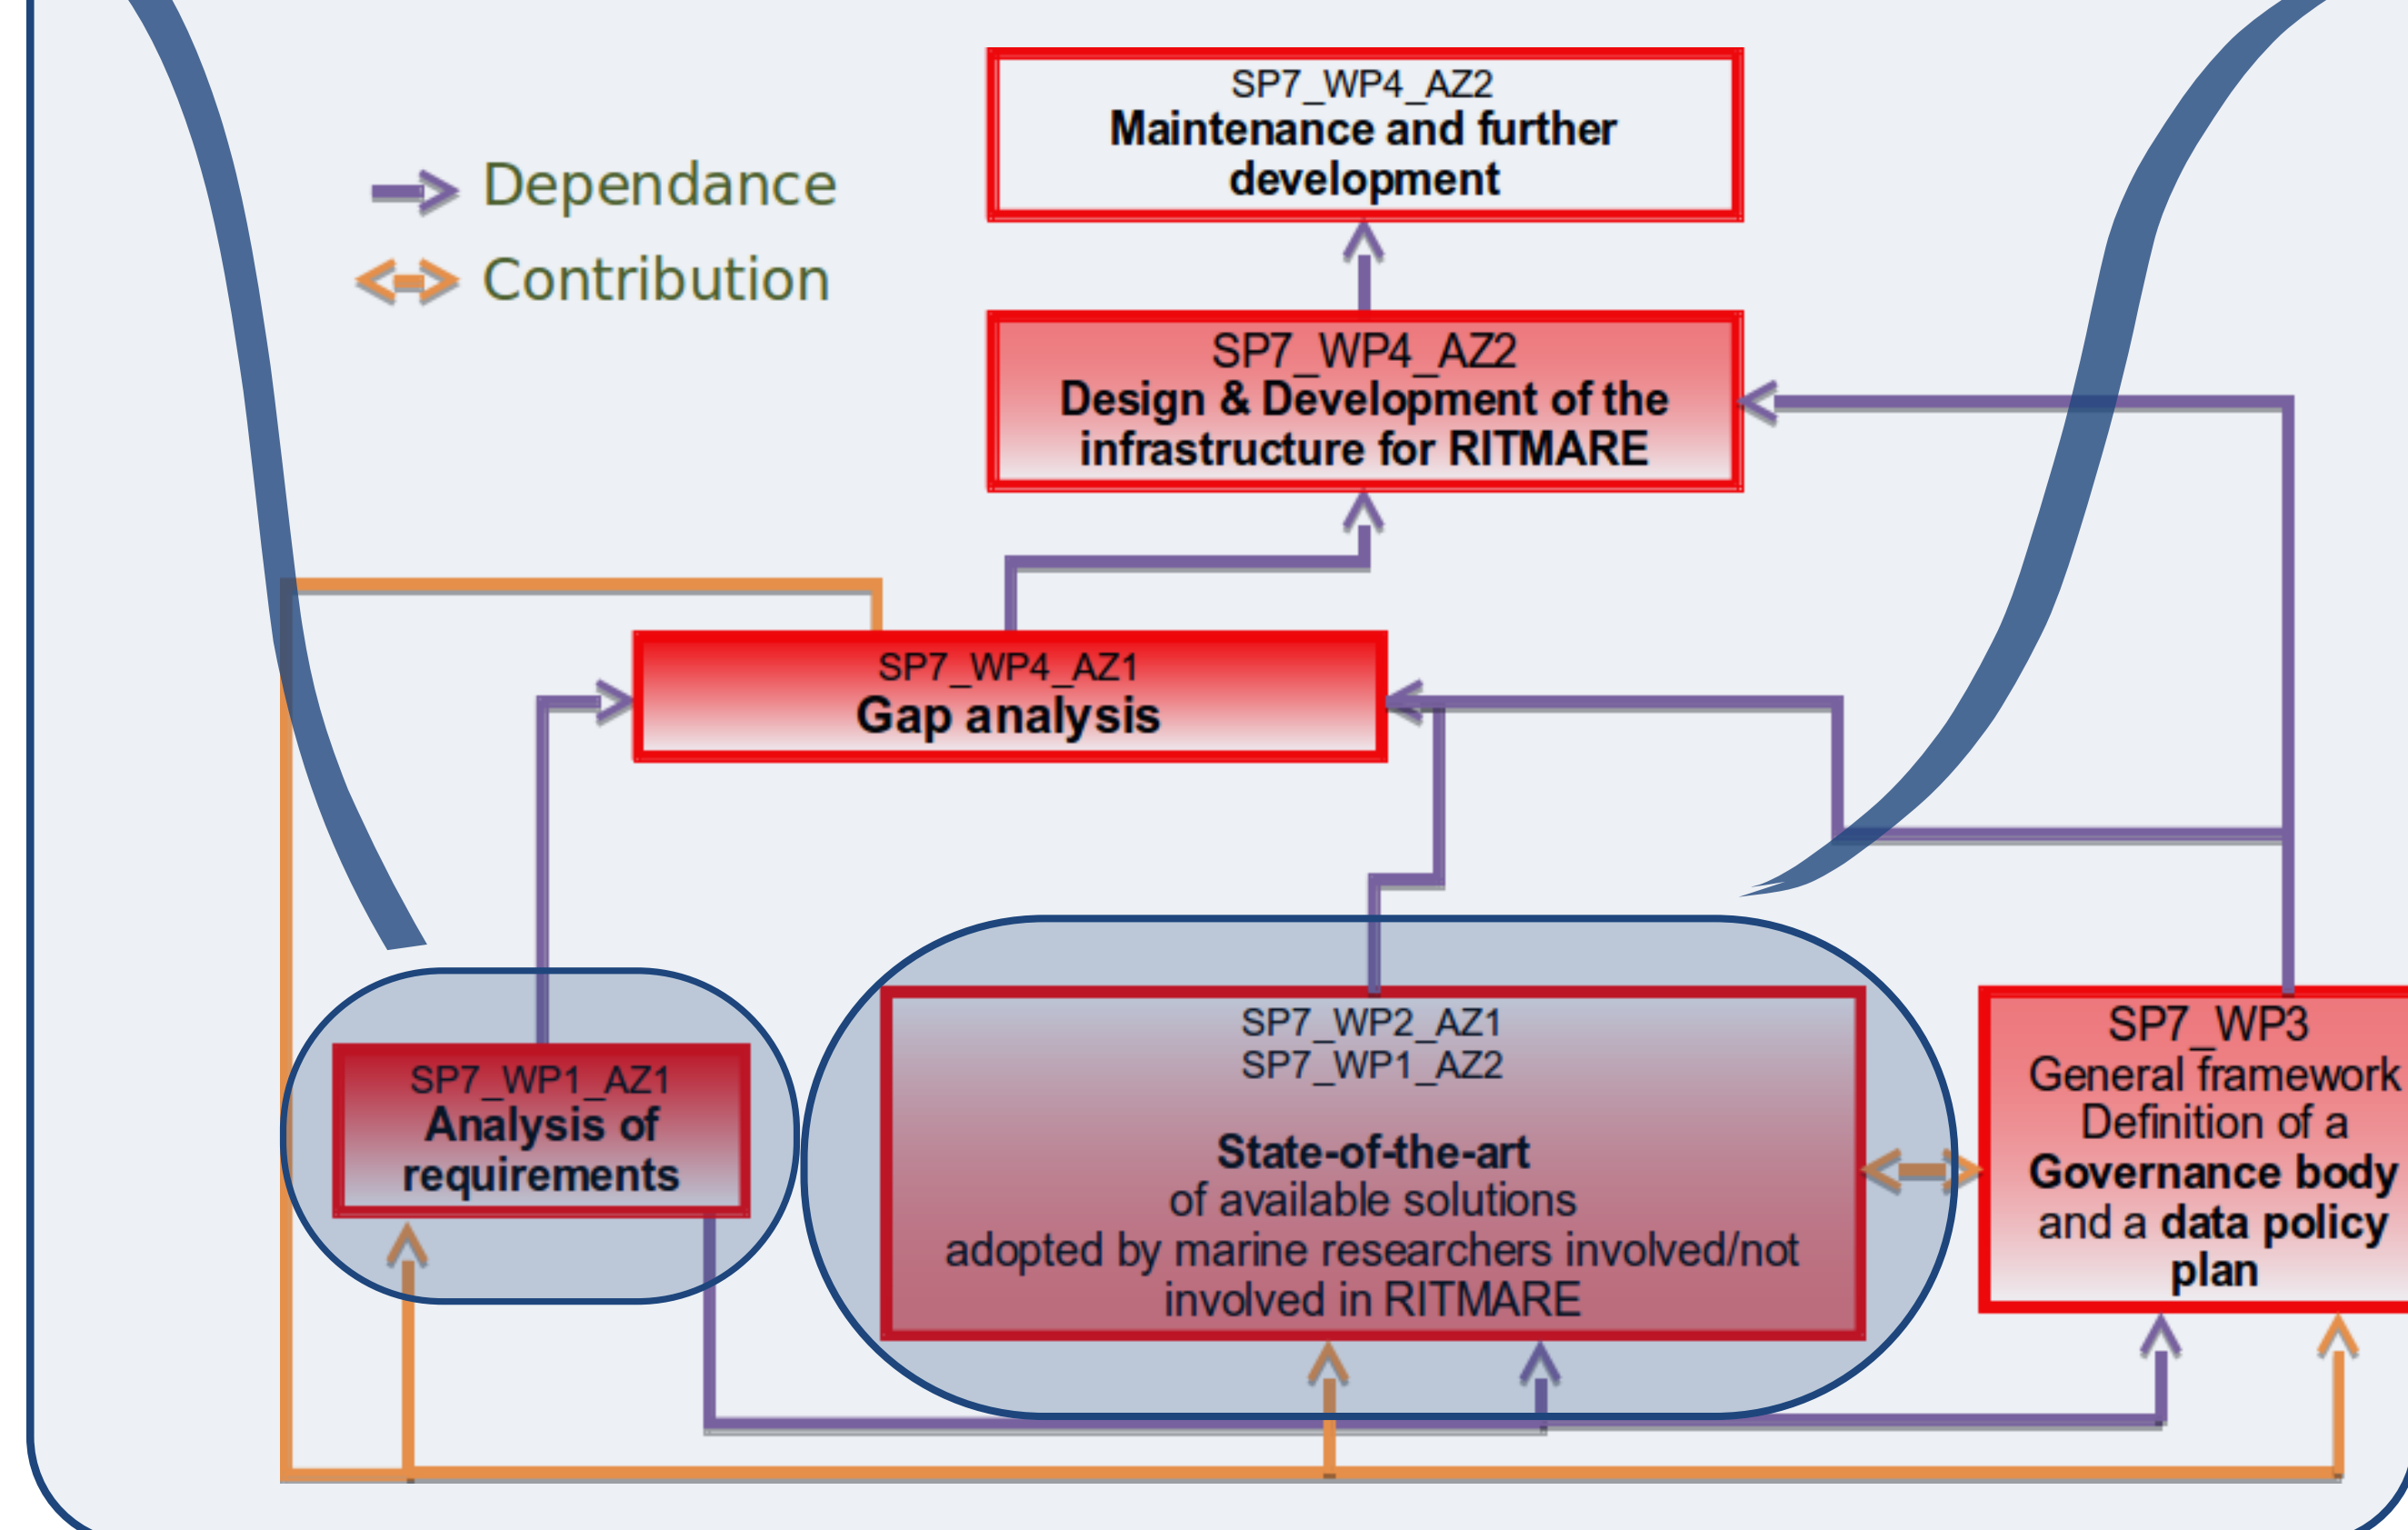 SP7_WP4_AZ2
Maintenance and further
development
Dependance
Contribution
SP7_WP4_AZ2
Design & Development of the
infrastructure for RITMARE
SP7_WP4_AZ1
Gap analysis
SP7_WP1_AZ1
Analysis of
requirements
SP7_WP2_AZ1
SP7_WP1_AZ2
State-of-the-art
of available solutions
adopted by marine researchers involved/not
involved in RITMARE
SP7_WP3
General framework
Definition of a
Governance body
and a data policy
plan